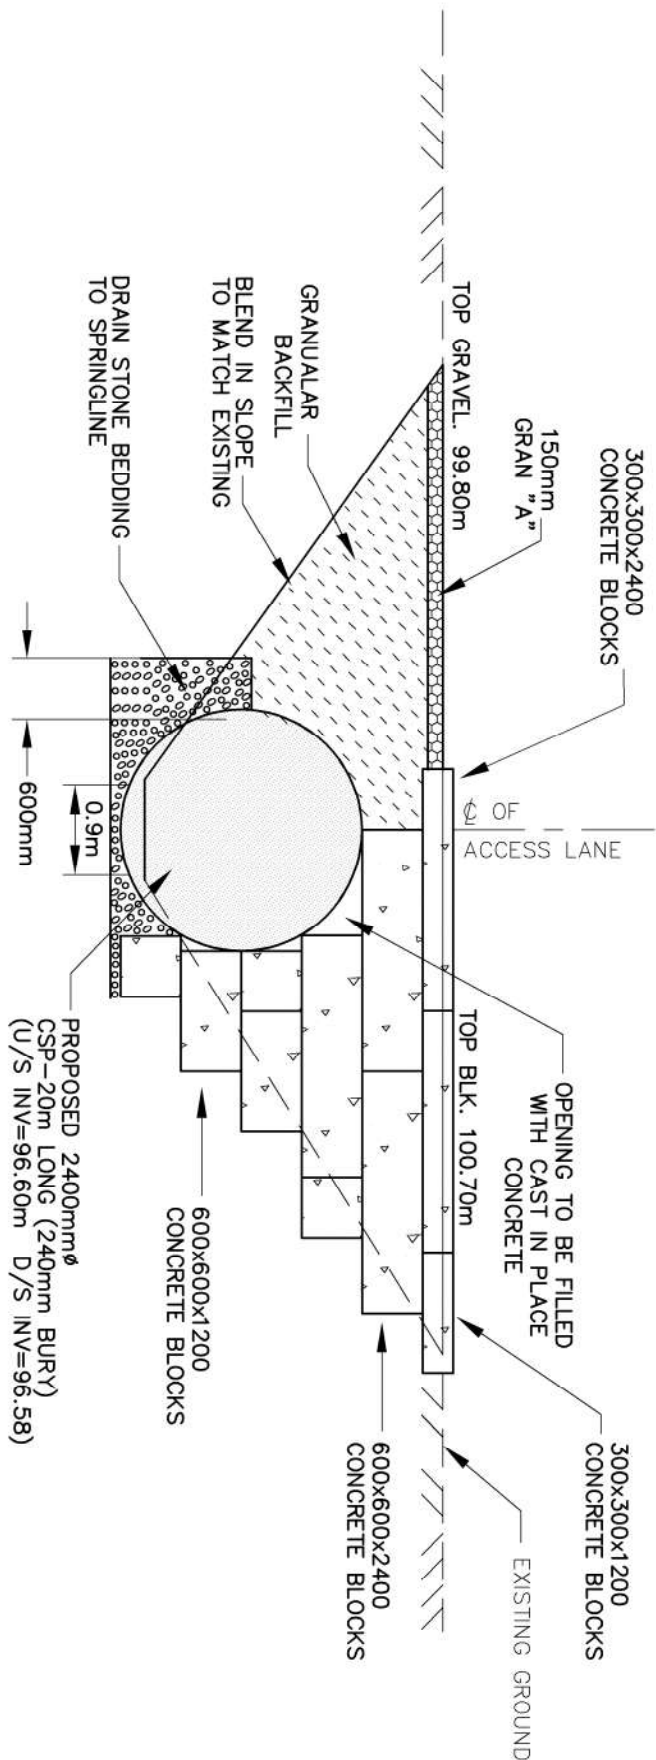 300x300x2400
CONCRETE BLOCKS
150mm
GRAN "A"
TOP GRAVEL. 99.80m
GRANUALAR
BACKFILL
BLEND IN SLOPE
TO MATCH EXISTING
DRAIN STONE BEDDING
TO SPRINGLINE
600mm
0.9m
℄ OF
ACCESS LANE
OPENING TO BE FILLED
WITH CAST IN PLACE
CONCRETE
TOP BLK. 100.70m
300x300x1200
CONCRETE BLOCKS
EXISTING GROUND
600x600x2400
CONCRETE BLOCKS
600x600x1200
CONCRETE BLOCKS
PROPOSED 2400mmø
CSP-20m LONG (240mm BURY)
(U/S INV=96.60m D/S INV=96.58)